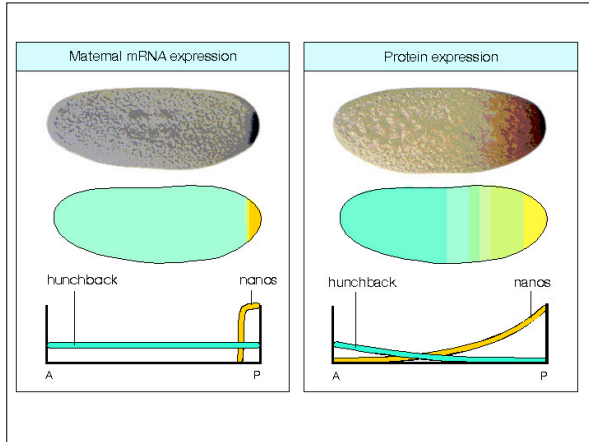 Maternal mRNA expression
Protein expression
hunchback
nanos
hunchback
nanos
A
P
A
P